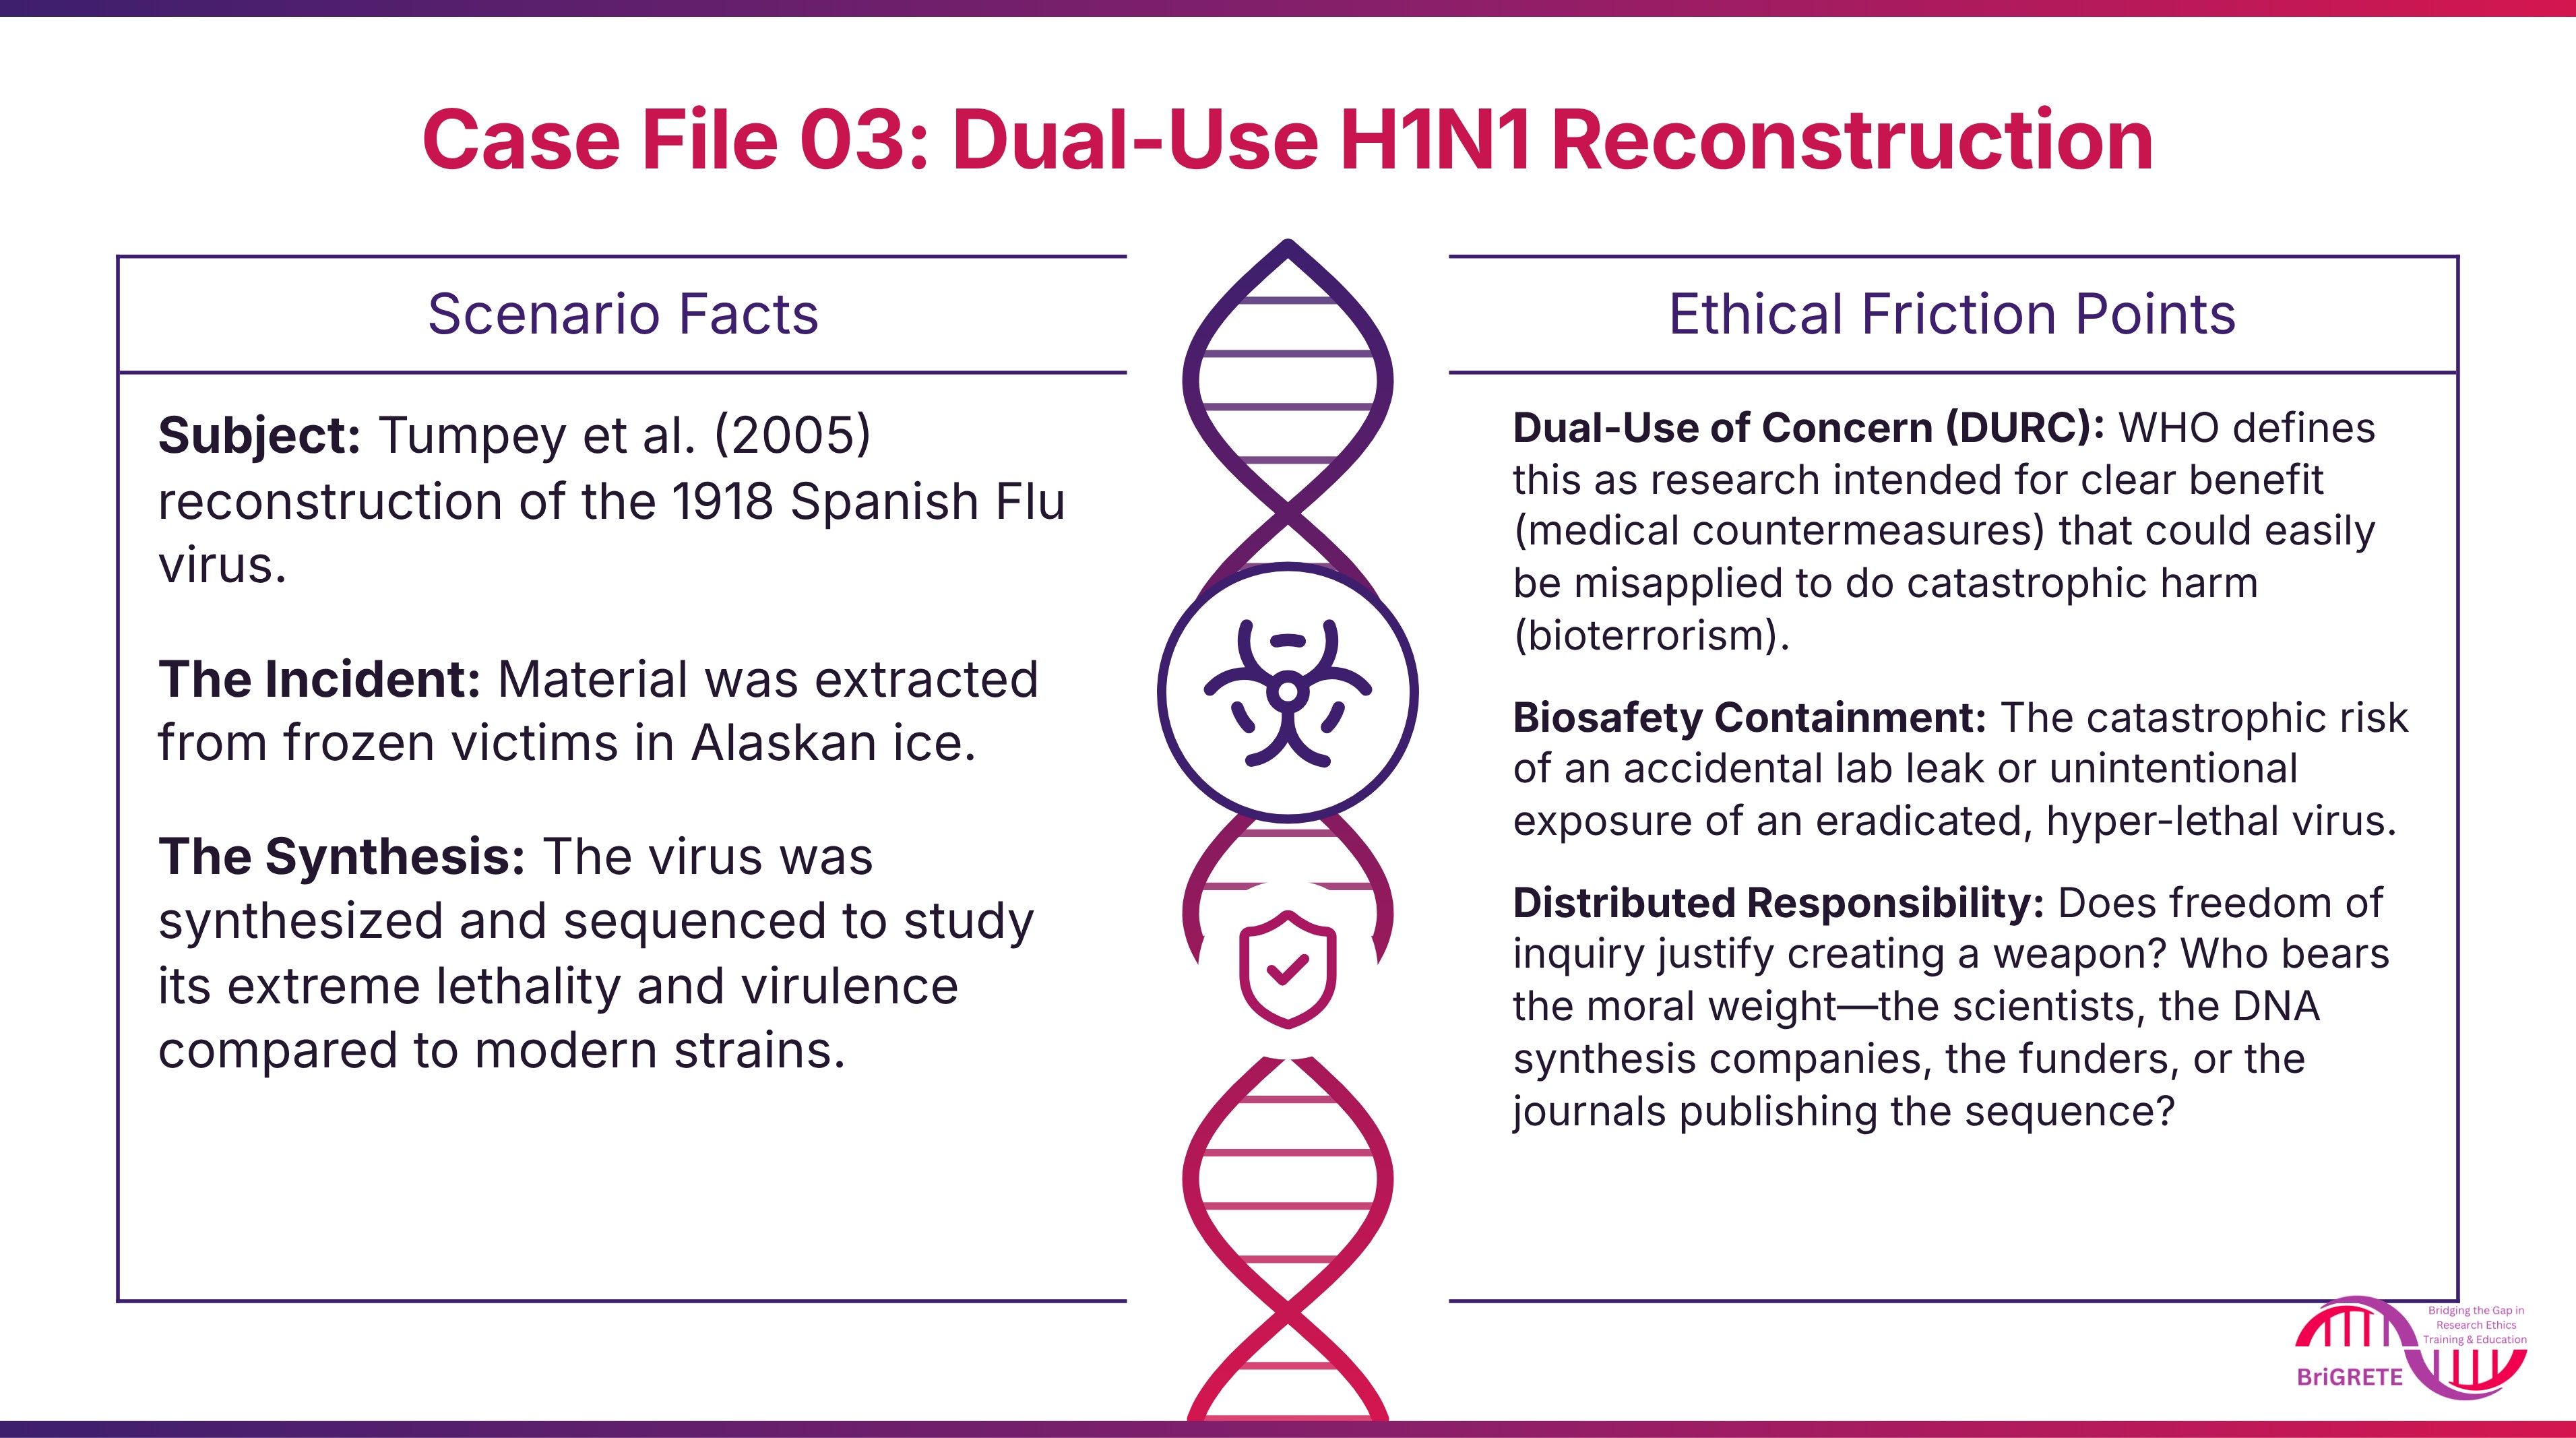 Case File 03: Dual-Use H1N1 Reconstruction
Scenario Facts
Subject: Tumpey et al. (2005)
reconstruction of the 1918 Spanish Flu
virus.
The Incident: Material was extracted
from frozen victims in Alaskan ice.
The Synthesis: The virus was
synthesized and sequenced to study
its extreme lethality and virulence
compared to modern strains.
Ethical Friction Points
Dual-Use of Concern (DURC): WHO defines
this as research intended for clear benefit
(medical countermeasures) that could easily
be misapplied to do catastrophic harm
(bioterrorism).
Biosafety Containment: The catastrophic risk
of an accidental lab leak or unintentional
exposure of an eradicated, hyper-lethal virus.
Distributed Responsibility: Does freedom of
inquiry justify creating a weapon? Who bears
the moral weight—the scientists, the DNA
synthesis companies, the funders, or the
journals publishing the sequence?
Bridging the Gap in
Research Ethics
Training & Education
BriGRETE